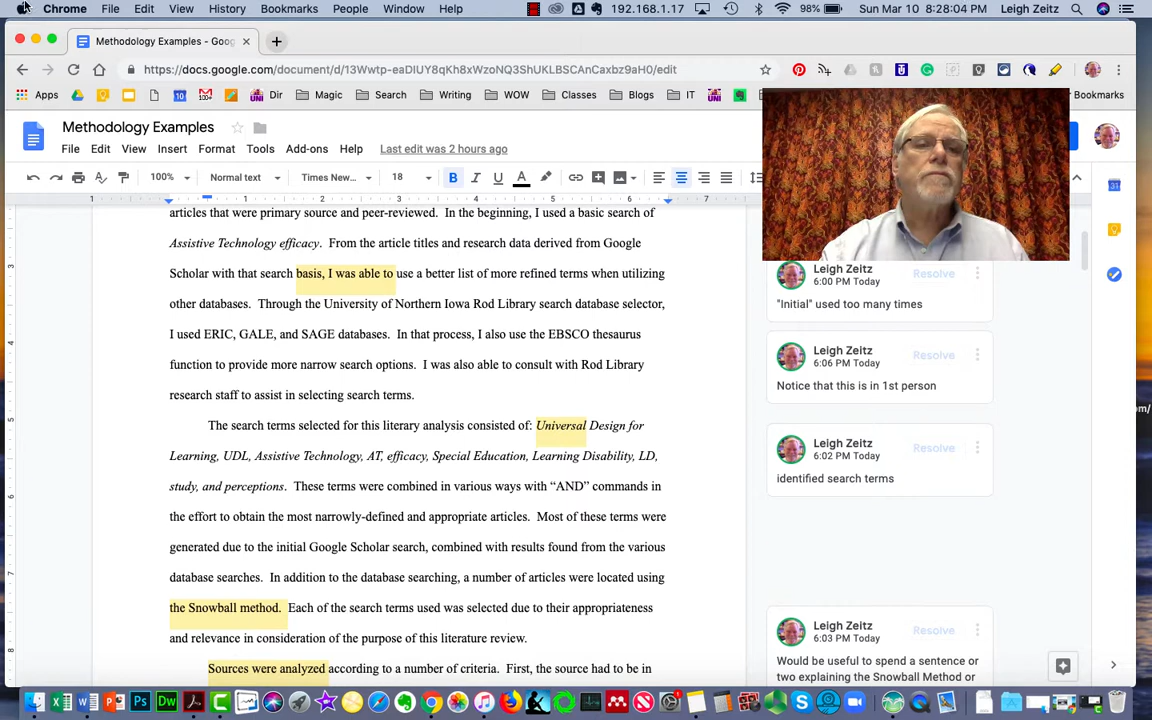 Chrome File Edit View History Bookmarks People Window Help 192.168.1.17 98% Sun Mar 10 8:28:04 PM Leigh Zeitz
Methodology Examples - Goog
https://docs.google.com/document/d/13Wwtp-eaDIUY8qKh8xWzoNQ3ShUKLBSCAnCaxbz9aH0/edit
Apps Dir Magic Search Writing WOW Classes Blogs IT Bookmarks
Methodology Examples
File Edit View Insert Format Tools Add-ons Help Last edit was 2 hours ago
100% Normal text Times New... 18
1 1 2 3 4 5 6 7
articles that were primary source and peer-reviewed. In the beginning, I used a basic search of
Assistive Technology efficacy. From the article titles and research data derived from Google
Scholar with that search basis, I was able to use a better list of more refined terms when utilizing
other databases. Through the University of Northern Iowa Rod Library search database selector,
I used ERIC, GALE, and SAGE databases. In that process, I also use the EBSCO thesaurus
function to provide more narrow search options. I was also able to consult with Rod Library
research staff to assist in selecting search terms.
The search terms selected for this literary analysis consisted of: Universal Design for
Learning, UDL, Assistive Technology, AT, efficacy, Special Education, Learning Disability, LD,
study, and perceptions. These terms were combined in various ways with “AND” commands in
the effort to obtain the most narrowly-defined and appropriate articles. Most of these terms were
generated due to the initial Google Scholar search, combined with results found from the various
database searches. In addition to the database searching, a number of articles were located using
the Snowball method. Each of the search terms used was selected due to their appropriateness
and relevance in consideration of the purpose of this literature review.
Sources were analyzed according to a number of criteria. First, the source had to be in
Leigh Zeitz Resolve
6:00 PM Today
"Initial" used too many times
Leigh Zeitz Resolve
6:06 PM Today
Notice that this is in 1st person
Leigh Zeitz Resolve
6:02 PM Today
identified search terms
Leigh Zeitz Resolve
6:03 PM Today
Would be useful to spend a sentence or
two explaining the Snowball Method or